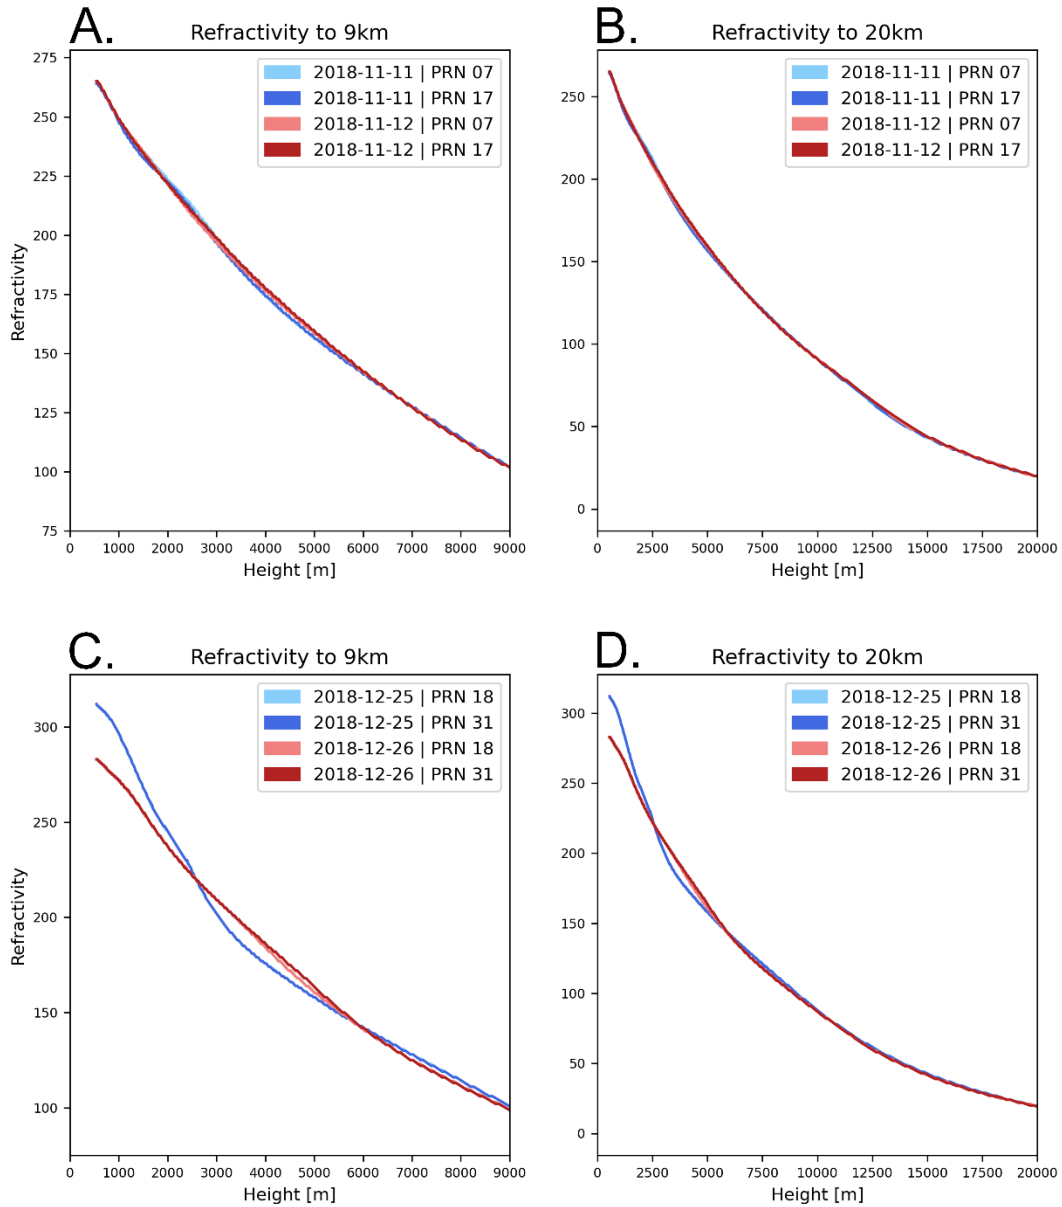 A.
Refractivity to 9km
275
250
225
200
175
150
125
100
75
Refractivity
2018-11-11 | PRN 07
2018-11-11 | PRN 17
2018-11-12 | PRN 07
2018-11-12 | PRN 17
0 1000 2000 3000 4000 5000 6000 7000 8000 9000
Height [m]
B.
Refractivity to 20km
250
200
150
100
50
0
2018-11-11 | PRN 07
2018-11-11 | PRN 17
2018-11-12 | PRN 07
2018-11-12 | PRN 17
0 2500 5000 7500 10000 12500 15000 17500 20000
Height [m]
C.
Refractivity to 9km
300
250
200
150
100
Refractivity
2018-12-25 | PRN 18
2018-12-25 | PRN 31
2018-12-26 | PRN 18
2018-12-26 | PRN 31
0 1000 2000 3000 4000 5000 6000 7000 8000 9000
Height [m]
D.
Refractivity to 20km
300
250
200
150
100
50
0
2018-12-25 | PRN 18
2018-12-25 | PRN 31
2018-12-26 | PRN 18
2018-12-26 | PRN 31
0 2500 5000 7500 10000 12500 15000 17500 20000
Height [m]